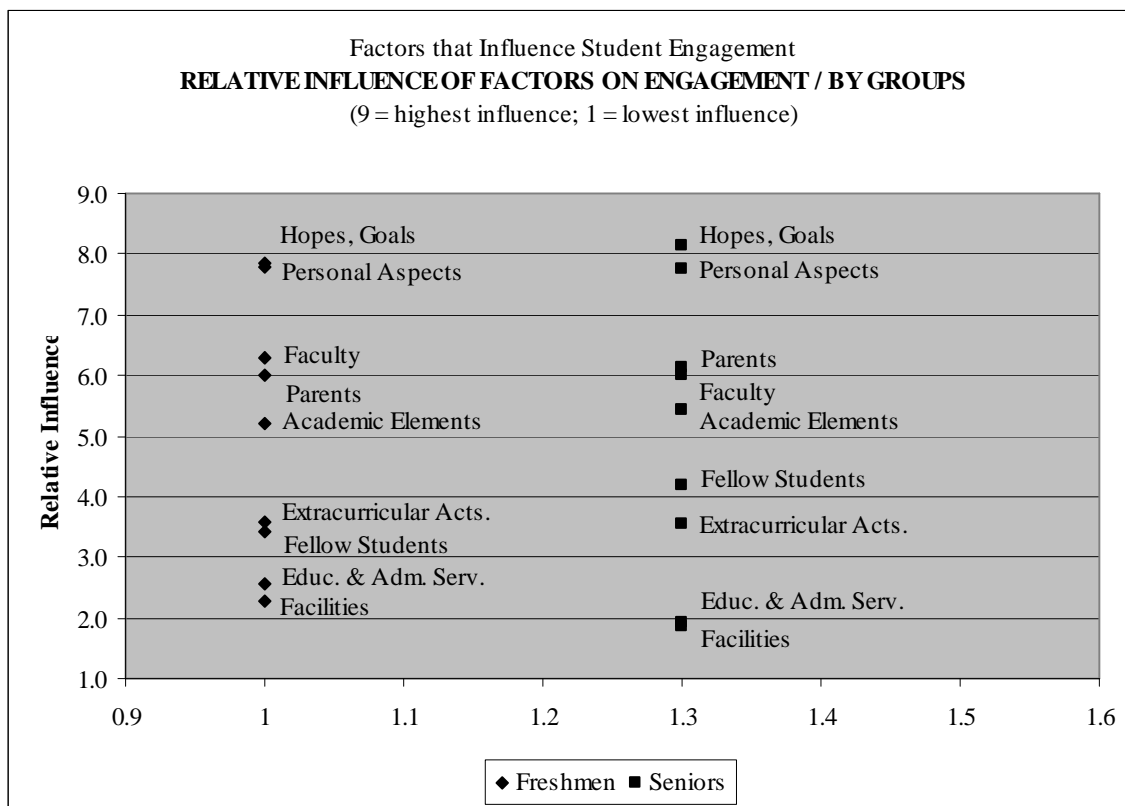 Factors that Influence Student Engagement
RELATIVE INFLUENCE OF FACTORS ON ENGAGEMENT / BY GROUPS
(9 = highest influence; 1 = lowest influence)
Relative Influence
9.0
8.0
7.0
6.0
5.0
4.0
3.0
2.0
1.0
Hopes, Goals
Personal Aspects
Faculty
Parents
Academic Elements
Extracurricular Acts.
Fellow Students
Educ. & Adm. Serv.
Facilities
Hopes, Goals
Personal Aspects
Parents
Faculty
Academic Elements
Fellow Students
Extracurricular Acts.
Educ. & Adm. Serv.
Facilities
0.9 1 1.1 1.2 1.3 1.4 1.5 1.6
Freshmen Seniors